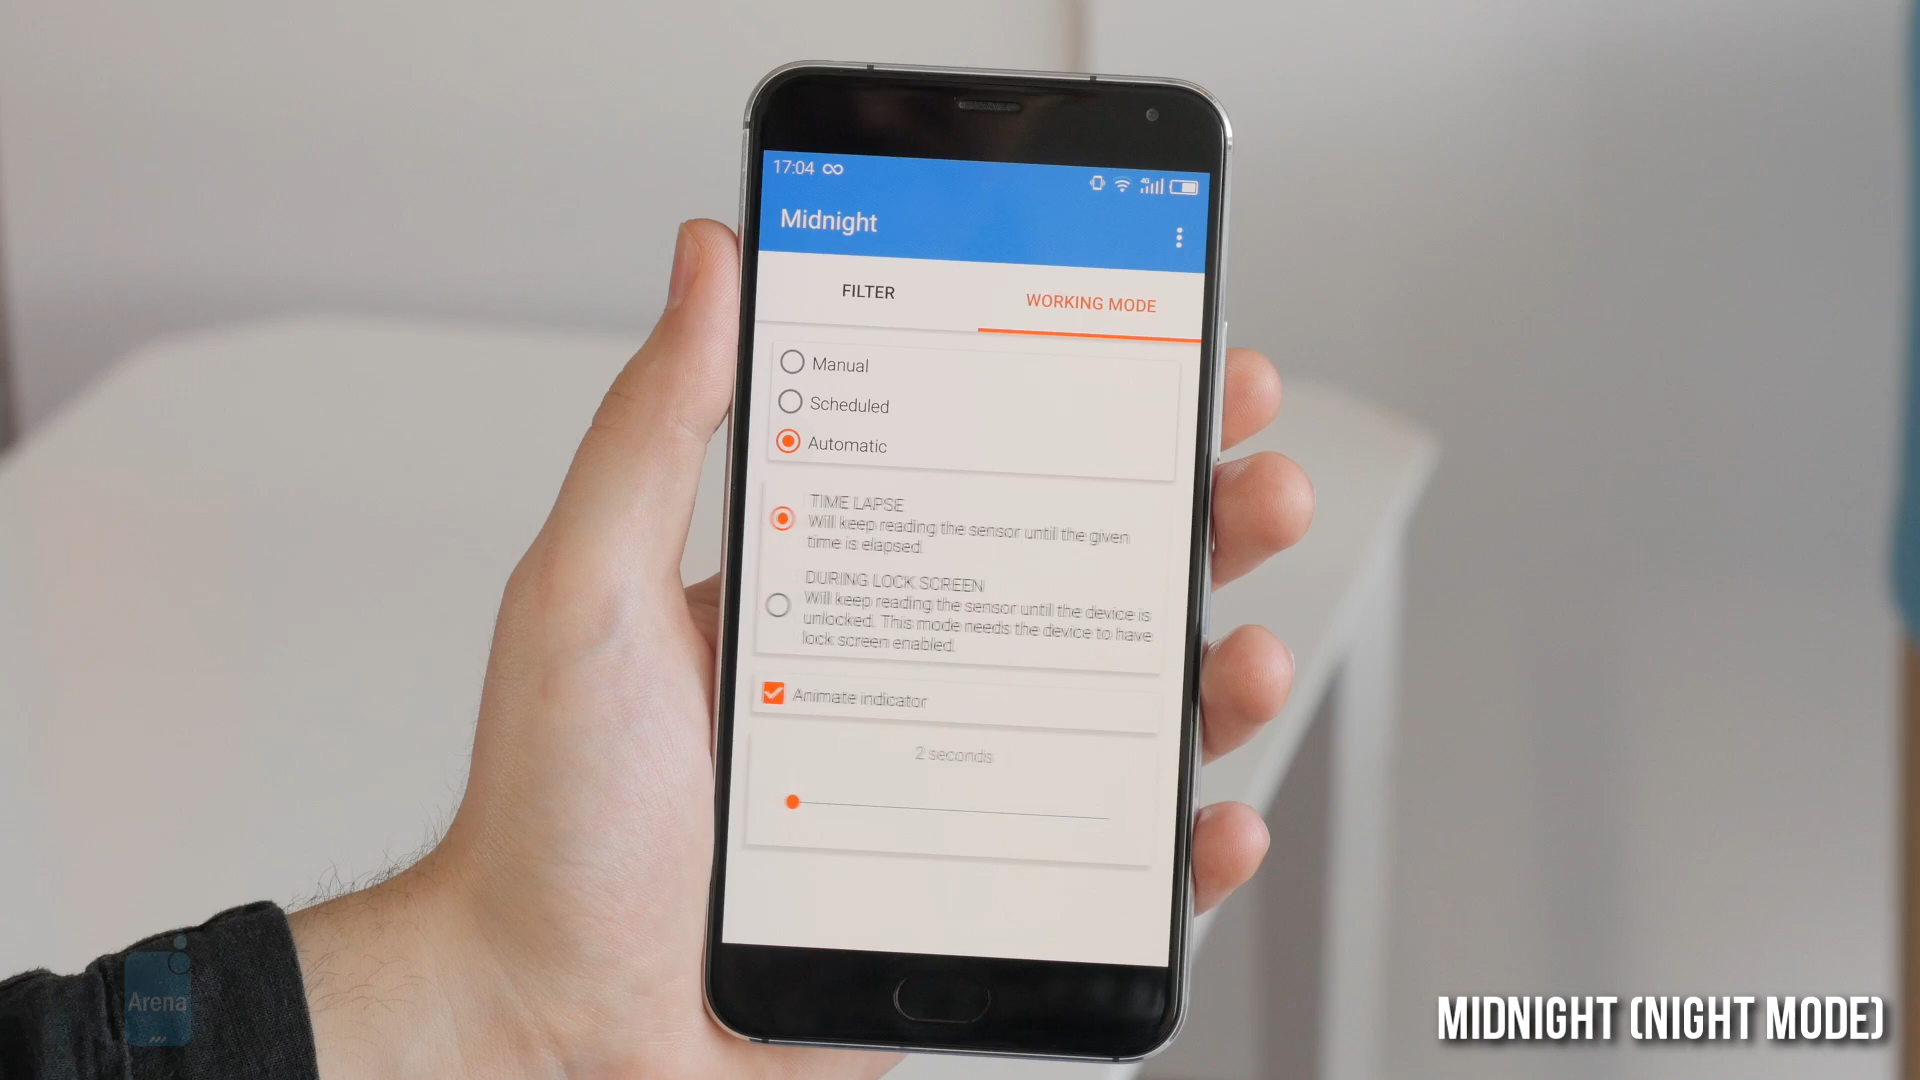 17:04
4G
Midnight
FILTER
WORKING MODE
Manual
Scheduled
Automatic
TIME LAPSE
Will keep reading the sensor until the given
time is elapsed.
DURING LOCK SCREEN
Will keep reading the sensor until the device is
unlocked. This mode needs the device to have
lock screen enabled.
Animate indicator
2 seconds
Arena
MIDNIGHT (NIGHT MODE)